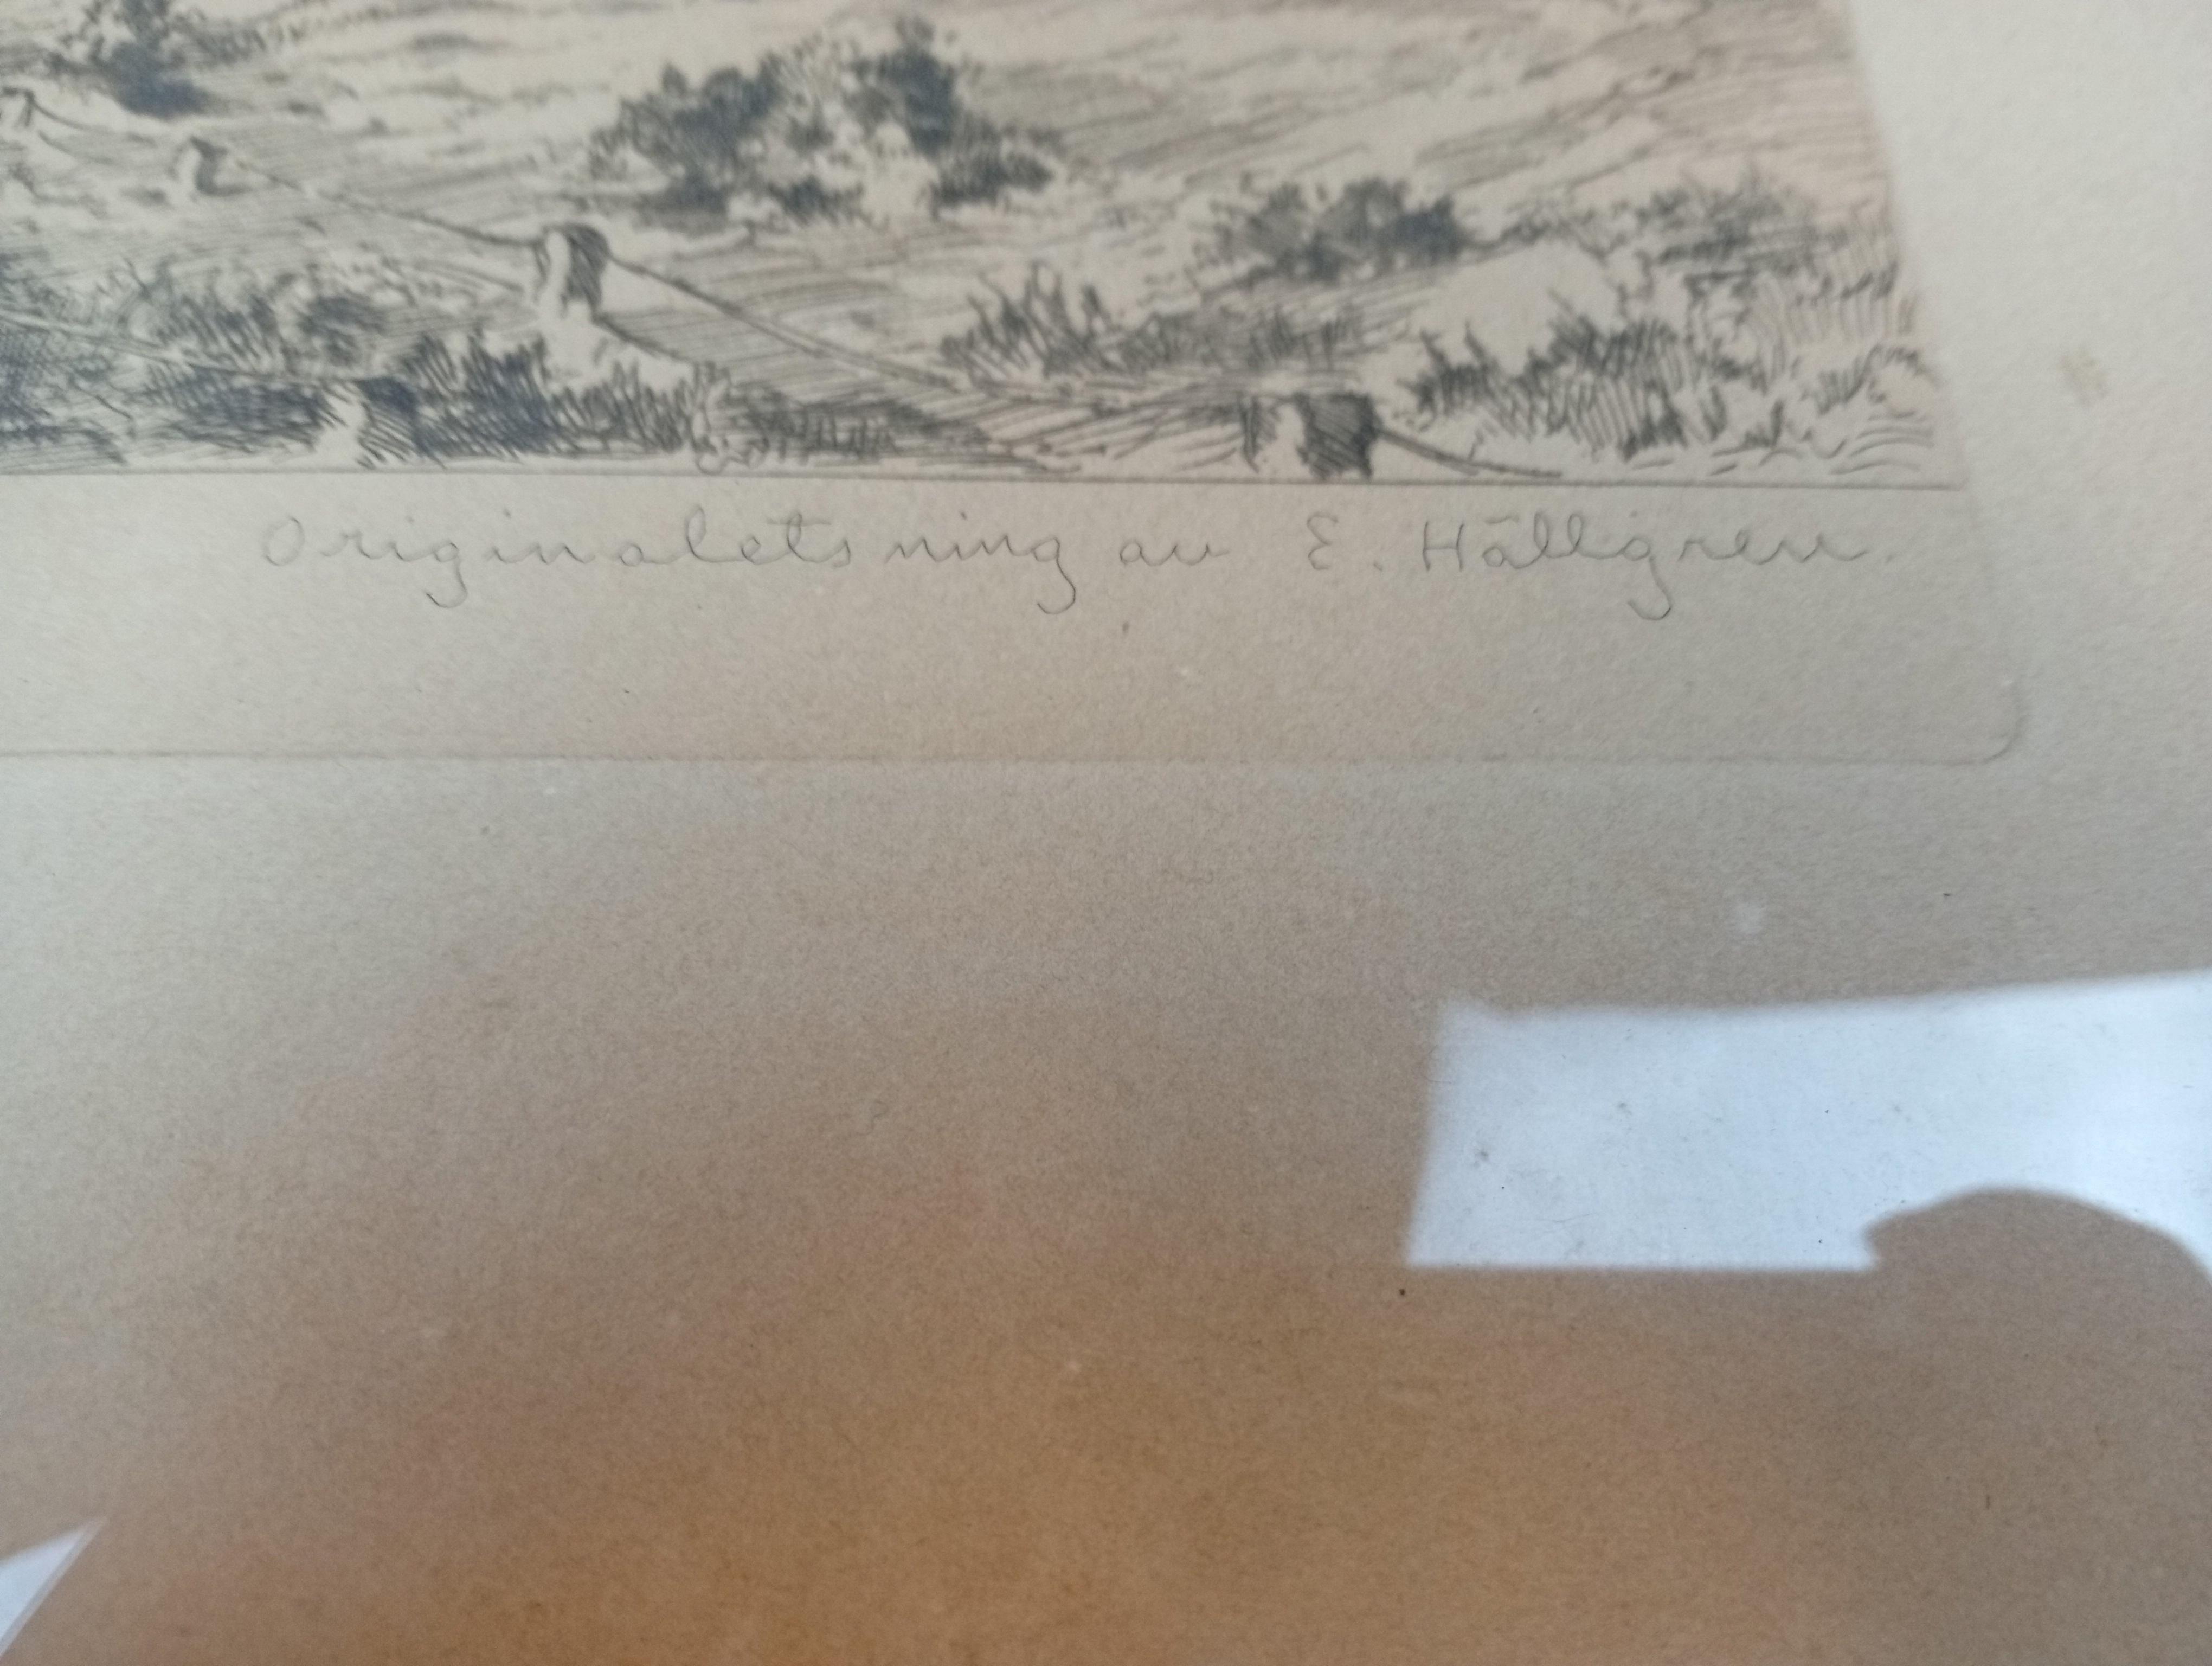 Originaletsning av E. Hällgren.